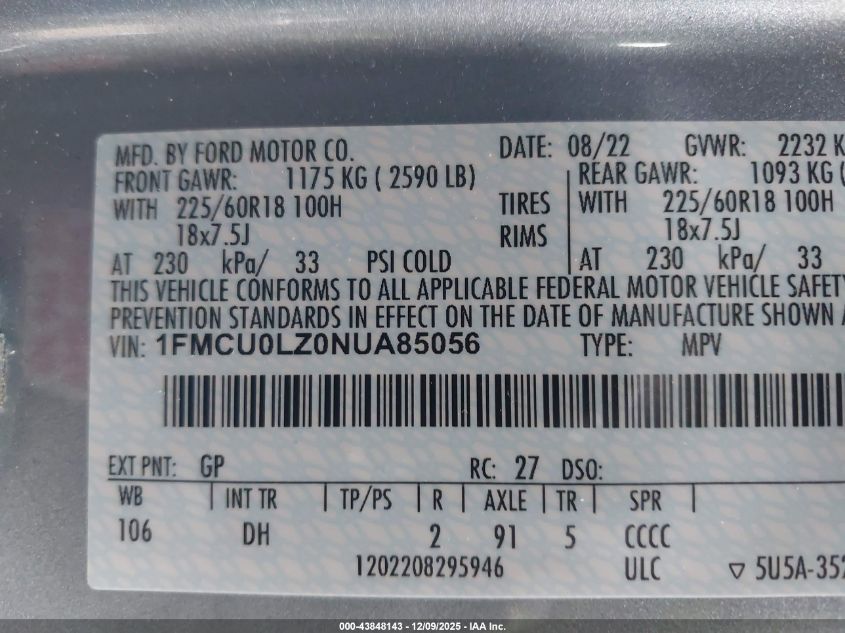 MFD. BY FORD MOTOR CO. DATE: 08/22 GVWR: 2232 K
FRONT GAWR: 1175 KG ( 2590 LB) REAR GAWR: 1093 KG (
WITH 225/60R18 100H TIRES WITH 225/60R18 100H
18x7.5J RIMS 18x7.5J
AT 230 kPa/ 33 PSI COLD AT 230 kPa/ 33
THIS VEHICLE CONFORMS TO ALL APPLICABLE FEDERAL MOTOR VEHICLE SAFETY
PREVENTION STANDARDS IN EFFECT ON THE DATE OF MANUFACTURE SHOWN
VIN: 1FMCU0LZ0NUA85056 TYPE: MPV
EXT PNT: GP RC: 27 DSO:
WB INT TR TP/PS R AXLE TR SPR
106 DH 2 91 5 CCCC
1202208295946 ULC ▽ 5U5A-352
000-43848143 - 12/09/2025 - IAA Inc.